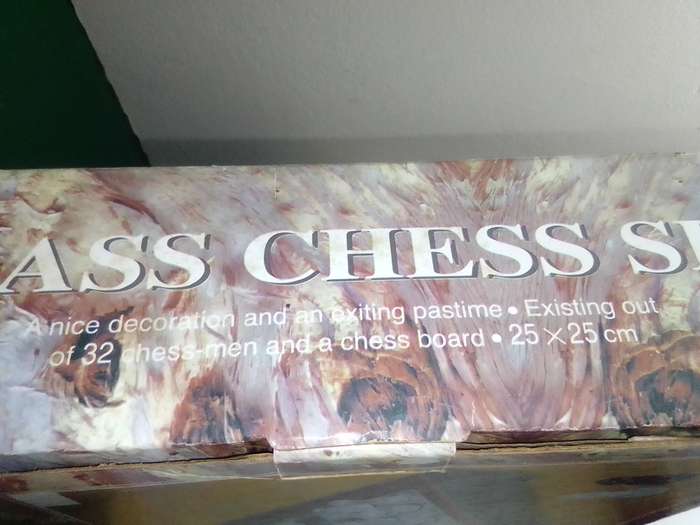 ASS CHESS SE
A nice decoration and an exiting pastime • Existing out
of 32 chess-men and a chess board • 25 × 25 cm